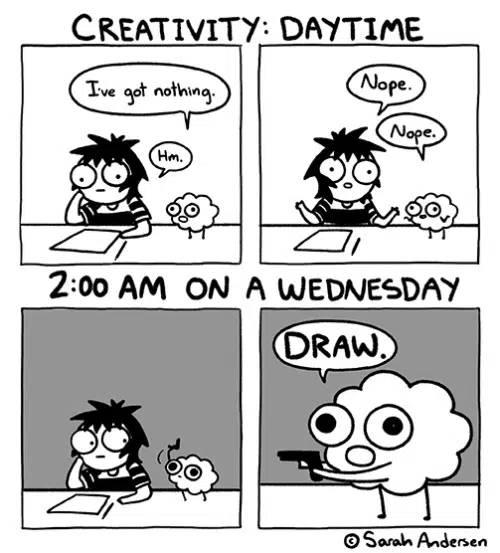 CREATIVITY: DAYTIME
I've got nothing.
Hm.
Nope.
Nope.
2:00 AM ON A WEDNESDAY
DRAW.
© Sarah Andersen